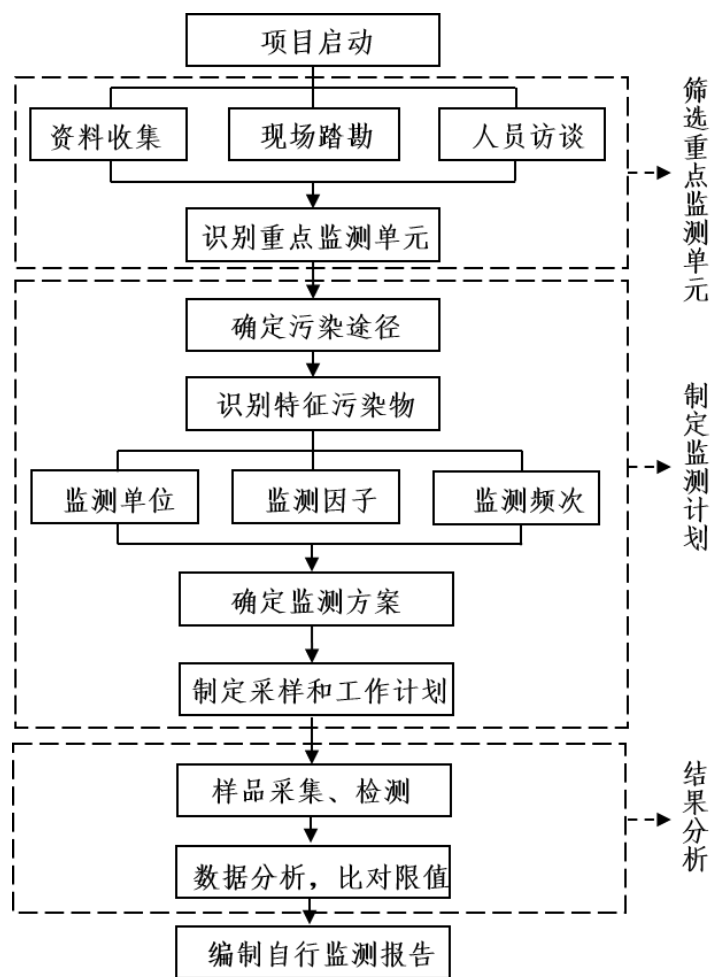 项目启动
资料收集
现场踏勘
人员访谈
识别重点监测单元
筛选重点监测单元
确定污染途径
识别特征污染物
监测单位
监测因子
监测频次
确定监测方案
制定采样和工作计划
制定监测计划
样品采集、检测
数据分析，比对限值
结果分析
编制自行监测报告